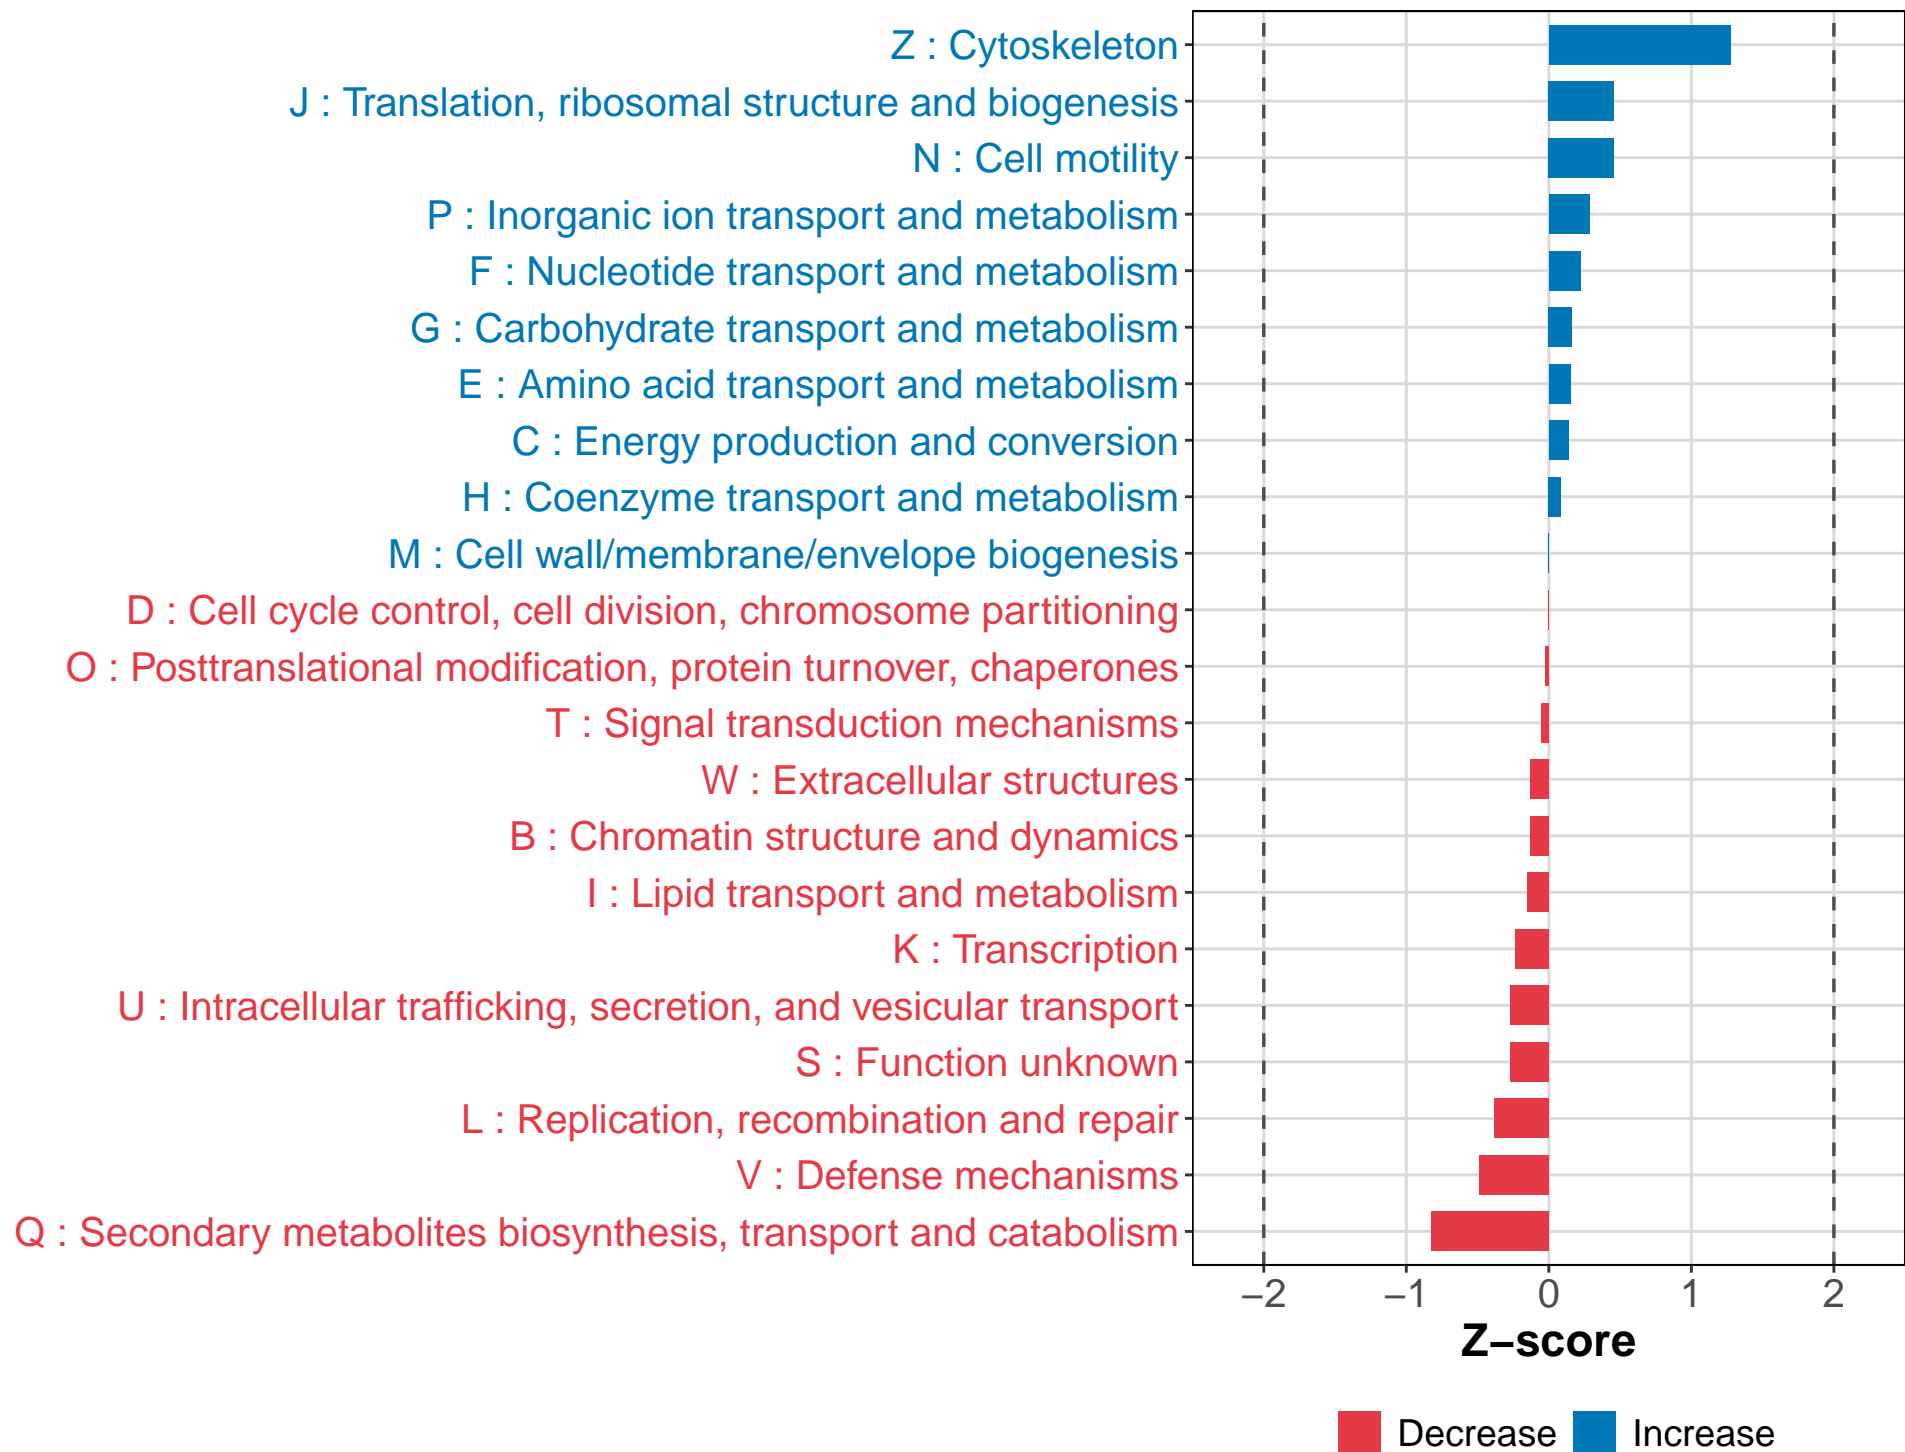 Z : Cytoskeleton
J : Translation, ribosomal structure and biogenesis
N : Cell motility
P : Inorganic ion transport and metabolism
F : Nucleotide transport and metabolism
G : Carbohydrate transport and metabolism
E : Amino acid transport and metabolism
C : Energy production and conversion
H : Coenzyme transport and metabolism
M : Cell wall/membrane/envelope biogenesis
D : Cell cycle control, cell division, chromosome partitioning
O : Posttranslational modification, protein turnover, chaperones
T : Signal transduction mechanisms
W : Extracellular structures
B : Chromatin structure and dynamics
I : Lipid transport and metabolism
K : Transcription
U : Intracellular trafficking, secretion, and vesicular transport
S : Function unknown
L : Replication, recombination and repair
V : Defense mechanisms
Q : Secondary metabolites biosynthesis, transport and catabolism
−2 −1 0 1 2
Z−score
Decrease Increase